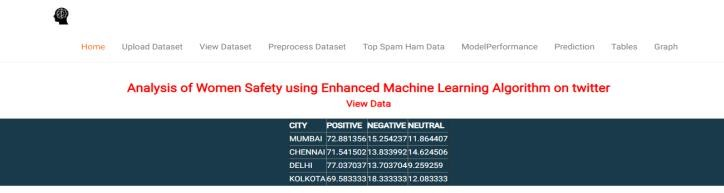 Home Upload Dataset View Dataset Preprocess Dataset Top Spam Ham Data ModelPerformance Prediction Tables Graph
Analysis of Women Safety using Enhanced Machine Learning Algorithm on twitter
View Data
CITY POSITIVE NEGATIVE NEUTRAL
MUMBAI 72.881356 15.254237 11.864407
CHENNAI 71.541502 13.833992 14.624506
DELHI 77.037037 13.703704 9.259259
KOLKOTA 69.583333 18.333333 12.083333